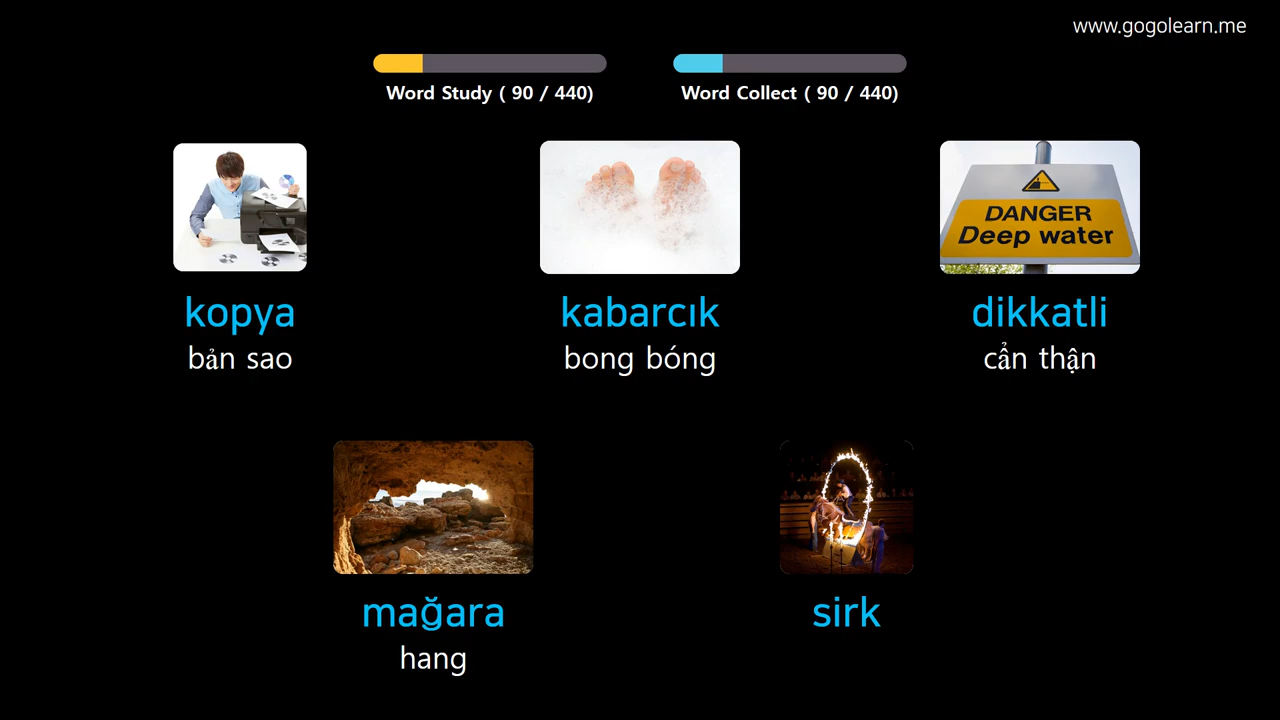 www.gogolearn.me
Word Study ( 90 / 440)
Word Collect ( 90 / 440)
DANGER
Deep water
kopya
bản sao
kabarcık
bong bóng
dikkatli
cẩn thận
mağara
hang
sirk